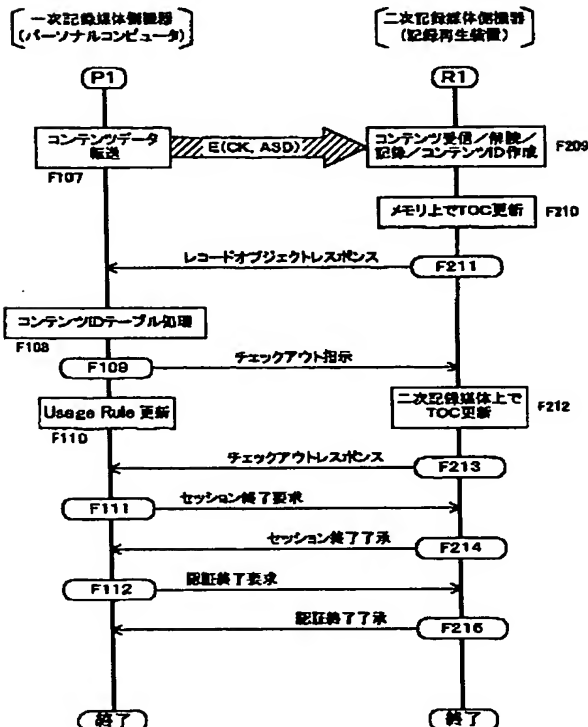 一次記録媒体側機器
(パーソナルコンピュータ)
二次記録媒体側機器
(記録再生装置)
P1
R1
コンテンツデータ
転送
F107
E(CK, ASD)
コンテンツ受信/解読/
記録/コンテンツID作成
F209
メモリ上でTOC更新
F210
レコードオブジェクトレスポンス
F211
コンテンツIDテーブル処理
F108
F109
チェックアウト指示
Usage Rule 更新
F110
二次記録媒体上で
TOC更新
F212
チェックアウトレスポンス
F213
F111
セッション終了要求
セッション終了了承
F214
F112
認証終了要求
認証終了了承
F215
終了
終了